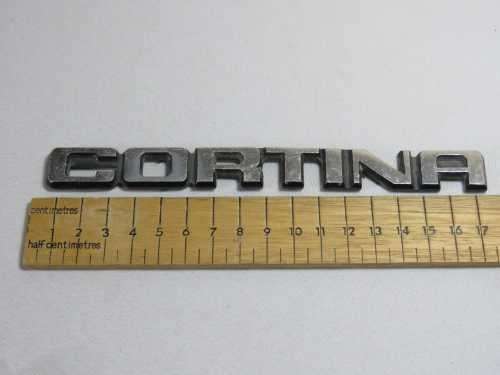 CORTINA
centimetres
1 2 3 4 5 6 7 8 9 10 11 12 13 14 15 16 17
half centimetres